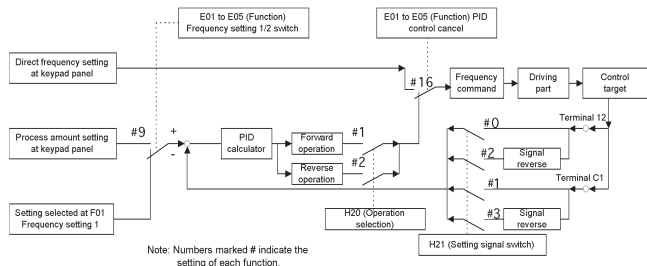 E01 to E05 (Function)
Frequency setting 1/2 switch
E01 to E05 (Function) PID
control cancel
Direct frequency setting
at keypad panel
#16
Frequency
command
Driving
part
Control
target
Process amount setting
at keypad panel
#9
+
-
PID
calculator
Forward
operation
#1
Reverse
operation
#2
#0
Terminal 12
#2
Signal
reverse
#1
Terminal C1
#3
Signal
reverse
Setting selected at F01
Frequency setting 1
H20 (Operation
selection)
H21 (Setting signal switch)
Note: Numbers marked # indicate the
setting of each function.